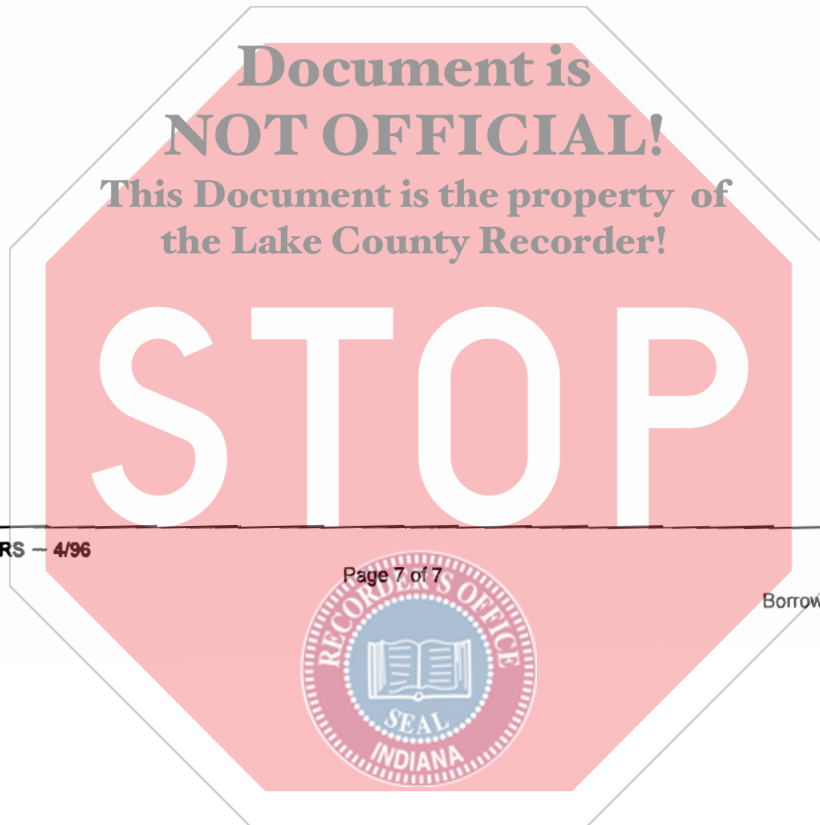 Document is
NOT OFFICIAL!
This Document is the property of
the Lake County Recorder!
STOP
RS – 4/96
Page 7 of 7
Borrow
RECORDER'S OFFICE
SEAL
INDIANA